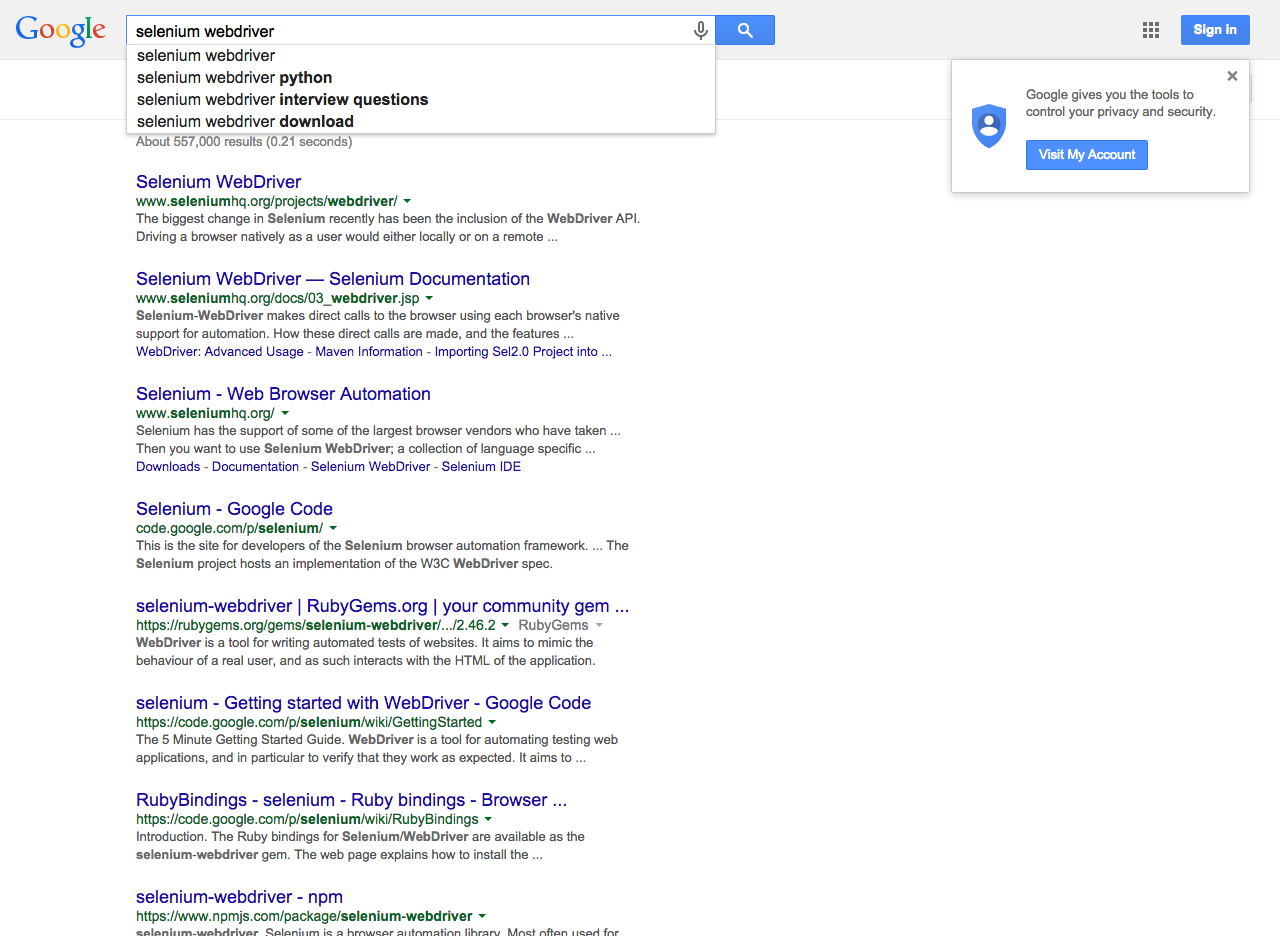 Google
selenium webdriver
Sign in
selenium webdriver
selenium webdriver python
selenium webdriver interview questions
selenium webdriver download
Google gives you the tools to
control your privacy and security.
Visit My Account
About 557,000 results (0.21 seconds)
Selenium WebDriver
www.seleniumhq.org/projects/webdriver/
The biggest change in Selenium recently has been the inclusion of the WebDriver API.
Driving a browser natively as a user would either locally or on a remote ...
Selenium WebDriver — Selenium Documentation
www.seleniumhq.org/docs/03_webdriver.jsp
Selenium-WebDriver makes direct calls to the browser using each browser's native
support for automation. How these direct calls are made, and the features ...
WebDriver: Advanced Usage - Maven Information - Importing Sel2.0 Project into ...
Selenium - Web Browser Automation
www.seleniumhq.org/
Selenium has the support of some of the largest browser vendors who have taken ...
Then you want to use Selenium WebDriver; a collection of language specific ...
Downloads - Documentation - Selenium WebDriver - Selenium IDE
Selenium - Google Code
code.google.com/p/selenium/
This is the site for developers of the Selenium browser automation framework. ... The
Selenium project hosts an implementation of the W3C WebDriver spec.
selenium-webdriver | RubyGems.org | your community gem ...
https://rubygems.org/gems/selenium-webdriver/.../2.46.2 RubyGems
WebDriver is a tool for writing automated tests of websites. It aims to mimic the
behaviour of a real user, and as such interacts with the HTML of the application.
selenium - Getting started with WebDriver - Google Code
https://code.google.com/p/selenium/wiki/GettingStarted
The 5 Minute Getting Started Guide. WebDriver is a tool for automating testing web
applications, and in particular to verify that they work as expected. It aims to ...
RubyBindings - selenium - Ruby bindings - Browser ...
https://code.google.com/p/selenium/wiki/RubyBindings
Introduction. The Ruby bindings for Selenium/WebDriver are available as the
selenium-webdriver gem. The web page explains how to install the ...
selenium-webdriver - npm
https://www.npmjs.com/package/selenium-webdriver
selenium-webdriver. Selenium is a browser automation library. Most often used for